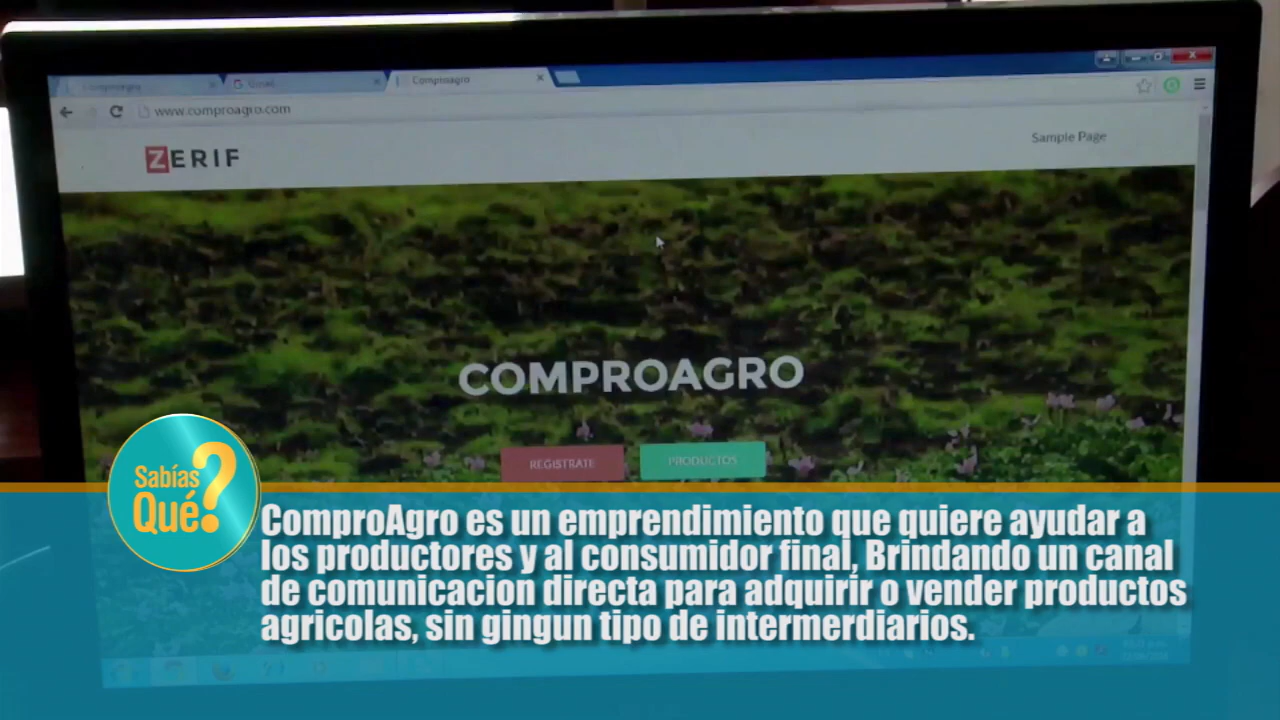 Comproagro
Comproagro
www.comproagro.com
ZERIF
Sample Page
COMPROAGRO
REGISTRATE
PRODUCTOS
Sabías
Qué?
ComproAgro es un emprendimiento que quiere ayudar a
los productores y al consumidor final, Brindando un canal
de comunicacion directa para adquirir o vender productos
agricolas, sin gingun tipo de intermerdiarios.